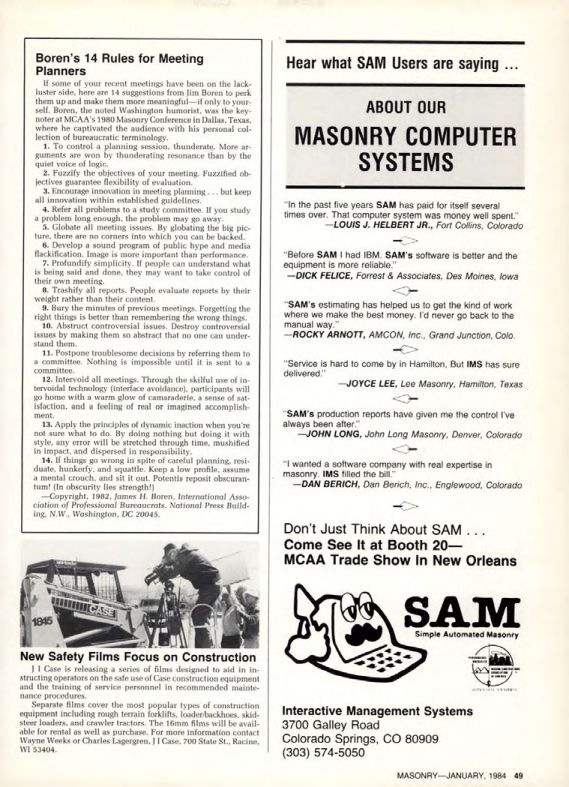 Boren's 14 Rules for Meeting
Planners
If some of your recent meetings have been on the lack-
luster side, here are 14 suggestions from Jim Boren to perk
them up and make them more meaningful—if only to your-
self. Boren, the noted Washington humorist, was the key-
noter at MCAA's 1980 Masonry Conference in Dallas, Texas,
where he captivated the audience with his personal col-
lection of bureaucratic terminology.
1. To control a planning session, thunderate. More ar-
guments are won by thunderating resonance than by the
quiet voice of logic.
2. Fuzzify the objectives of your meeting. Fuzzified ob-
jectives guarantee flexibility of evaluation.
3. Encourage innovation in meeting planning . . . but keep
all innovation within established guidelines.
4. Refer all problems to a study committee. If you study
a problem long enough, the problem may go away.
5. Globate all meeting issues. By globating the big pic-
ture, there are no corners into which you can be backed.
6. Develop a sound program of public hype and media
flackification. Image is more important than performance.
7. Profundify simplicity. If people can understand what
is being said and done, they may want to take control of
their own meeting.
8. Trashify all reports. People evaluate reports by their
weight rather than their content.
9. Bury the minutes of previous meetings. Forgetting the
right things is better than remembering the wrong things.
10. Abstract controversial issues. Destroy controversial
issues by making them so abstract that no one can under-
stand them.
11. Postpone troublesome decisions by referring them to
a committee. Nothing is impossible until it is sent to a
committee.
12. Intervoid all meetings. Through the skilful use of in-
tervoidal technology (interface avoidance), participants will
go home with a warm glow of camaraderie, a sense of sat-
isfaction, and a feeling of real or imagined accomplish-
ment.
13. Apply the principles of dynamic inaction when you're
not sure what to do. By doing nothing but doing it with
style, any error will be stretched through time, mushified
in impact, and dispersed in responsibility.
14. If things go wrong in spite of careful planning, resi-
duate, hunkerfy, and squattle. Keep a low profile, assume
a mental crouch, and sit it out. Potentis reposit obscuran-
tum! (In obscurity lies strength!)
—Copyright, 1982, James H. Boren, International Asso-
ciation of Professional Bureaucrats, National Press Build-
ing, N.W., Washington, DC 20045.
1845
CASE
New Safety Films Focus on Construction
J I Case is releasing a series of films designed to aid in in-
structing operators on the safe use of Case construction equipment
and the training of service personnel in recommended mainte-
nance procedures.
Separate films cover the most popular types of construction
equipment including rough terrain forklifts, loader/backhoes, skid-
steer loaders, and crawler tractors. The 16mm films will be avail-
able for rental as well as purchase. For more information contact
Wayne Weeks or Charles Lagergren, J I Case, 700 State St., Racine,
WI 53404.
Hear what SAM Users are saying ...
ABOUT OUR
MASONRY COMPUTER
SYSTEMS
"In the past five years SAM has paid for itself several
times over. That computer system was money well spent."
—LOUIS J. HELBERT JR., Fort Collins, Colorado
"Before SAM I had IBM. SAM's software is better and the
equipment is more reliable."
—DICK FELICE, Forrest & Associates, Des Moines, Iowa
"SAM's estimating has helped us to get the kind of work
where we make the best money. I'd never go back to the
manual way."
—ROCKY ARNOTT, AMCON, Inc., Grand Junction, Colo.
"Service is hard to come by in Hamilton, But IMS has sure
delivered."
—JOYCE LEE, Lee Masonry, Hamilton, Texas
"SAM's production reports have given me the control I've
always been after."
—JOHN LONG, John Long Masonry, Denver, Colorado
"I wanted a software company with real expertise in
masonry. IMS filled the bill."
—DAN BERICH, Dan Berich, Inc., Englewood, Colorado
Don't Just Think About SAM . . .
Come See It at Booth 20—
MCAA Trade Show In New Orleans
SAM
Simple Automated Masonry
Interactive Management Systems
3700 Galley Road
Colorado Springs, CO 80909
(303) 574-5050
MASONRY—JANUARY, 1984 49